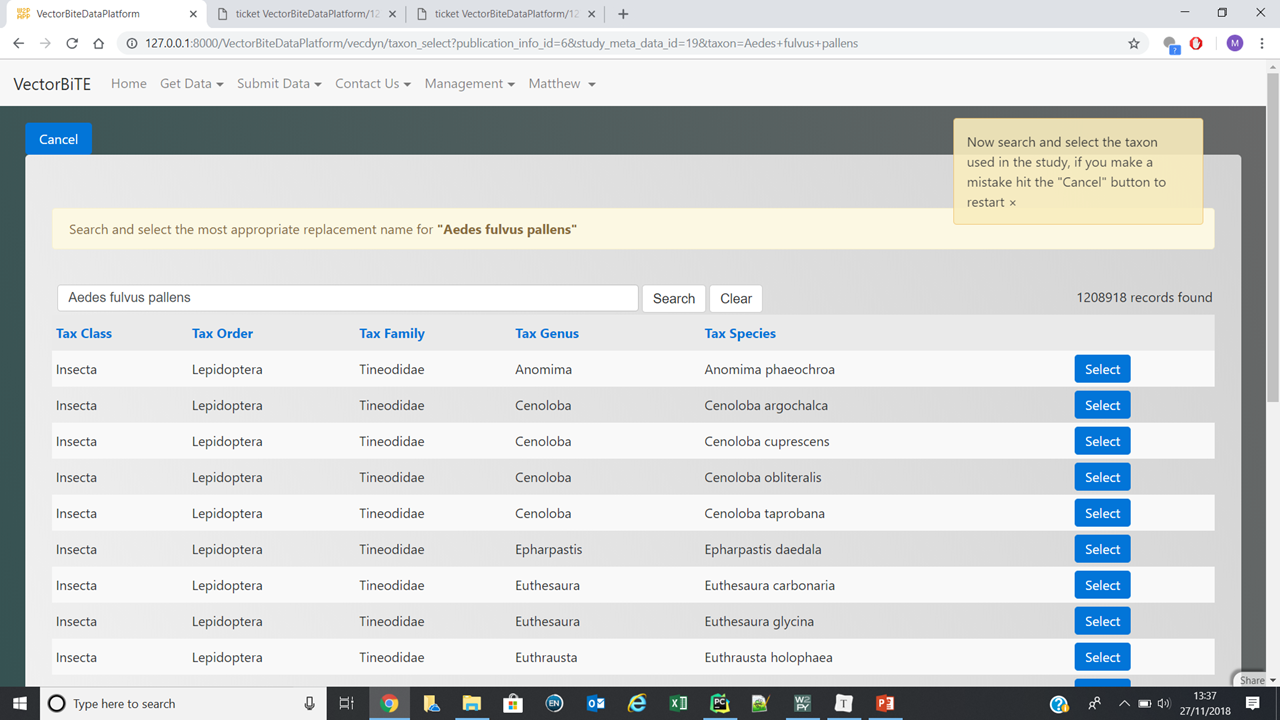 VectorBiteDataPlatform
ticket VectorBiteDataPlatform/12
ticket VectorBiteDataPlatform/12
127.0.0.1:8000/VectorBiteDataPlatform/vecdyn/taxon_select?publication_info_id=6&study_meta_data_id=19&taxon=Aedes+fulvus+pallens
M
VectorBiTE Home Get Data Submit Data Contact Us Management Matthew
Cancel
Now search and select the taxon
used in the study, if you make a
mistake hit the "Cancel" button to
restart ×
Search and select the most appropriate replacement name for "Aedes fulvus pallens"
Aedes fulvus pallens Search Clear 1208918 records found
Tax Class Tax Order Tax Family Tax Genus Tax Species
Insecta Lepidoptera Tineodidae Anomima Anomima phaeochroa Select
Insecta Lepidoptera Tineodidae Cenoloba Cenoloba argochalca Select
Insecta Lepidoptera Tineodidae Cenoloba Cenoloba cuprescens Select
Insecta Lepidoptera Tineodidae Cenoloba Cenoloba obliteralis Select
Insecta Lepidoptera Tineodidae Cenoloba Cenoloba taprobana Select
Insecta Lepidoptera Tineodidae Epharpastis Epharpastis daedala Select
Insecta Lepidoptera Tineodidae Euthesaura Euthesaura carbonaria Select
Insecta Lepidoptera Tineodidae Euthesaura Euthesaura glycina Select
Insecta Lepidoptera Tineodidae Euthrausta Euthrausta holophaea Select
Share
Type here to search
EN
PC
13:37
27/11/2018